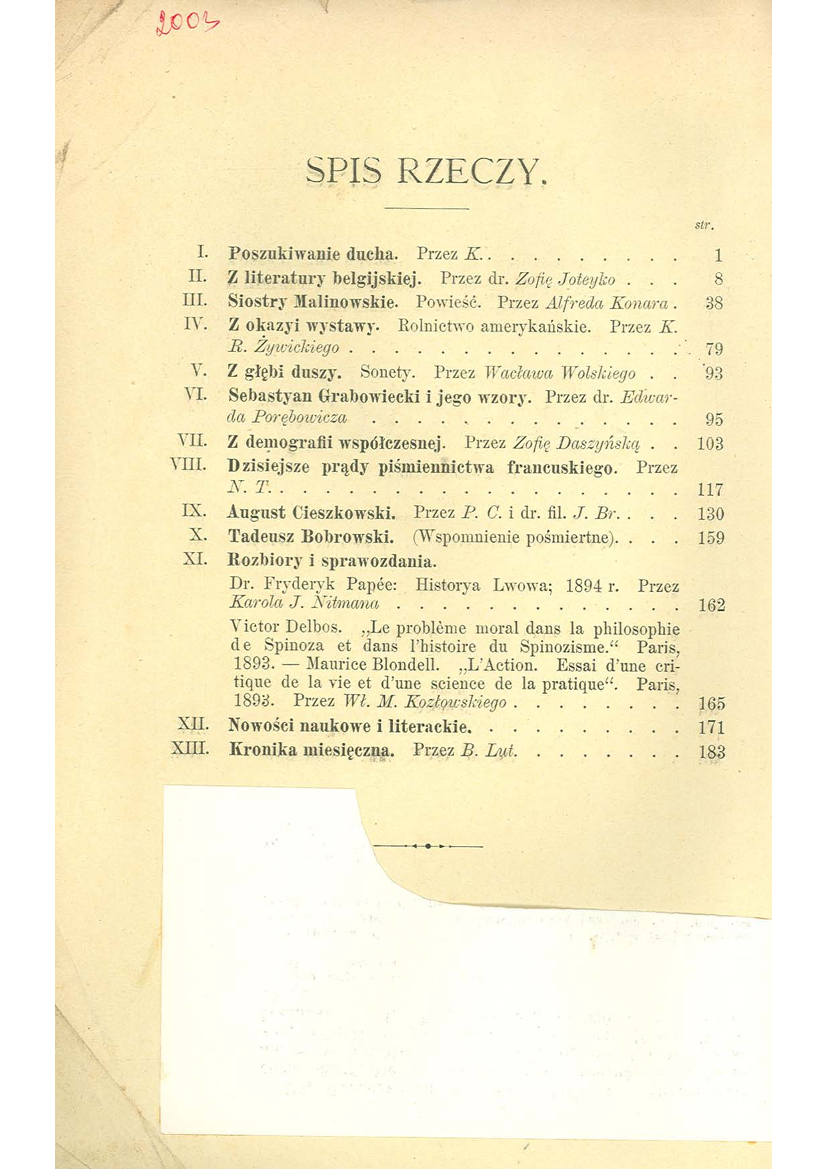 2003
SPIS RZECZY.
str.
I. Poszukiwanie ducha. Przez K. . . . . . . . . . 1
II. Z literatury belgijskiej. Przez dr. Zofię Joteyko . . . 8
III. Siostry Malinowskie. Powieść. Przez Alfreda Konara . 38
IV. Z okazyi wystawy. Rolnictwo amerykańskie. Przez K.
R. Żywickiego . . . . . . . . . . . . . . . 79
V. Z głębi duszy. Sonety. Przez Wacława Wolskiego . . 93
VI. Sebastyan Grabowiecki i jego wzory. Przez dr. Edwar-
da Porębowicza . . . . . . . . . . . . . . 95
VII. Z demografii współczesnej. Przez Zofię Daszyńską . . 103
VIII. Dzisiejsze prądy piśmiennictwa francuskiego. Przez
N. T. . . . . . . . . . . . . . . . . . . 117
IX. August Cieszkowski. Przez P. C. i dr. fil. J. Br. . . . 130
X. Tadeusz Bobrowski. (Wspomnienie pośmiertne). . . . 159
XI. Rozbiory i sprawozdania.
Dr. Fryderyk Papée: Historya Lwowa; 1894 r. Przez
Karola J. Nitmana . . . . . . . . . . . . . 162
Victor Delbos. „Le problème moral dans la philosophie
de Spinoza et dans l'histoire du Spinozisme.“ Paris,
1893. — Maurice Blondell. „L'Action. Essai d'une cri-
tique de la vie et d'une science de la pratique“. Paris,
1893. Przez Wł. M. Kozłowskiego . . . . . . . . 165
XII. Nowości naukowe i literackie. . . . . . . . . . 171
XIII. Kronika miesięczna. Przez B. Lut. . . . . . . . 183